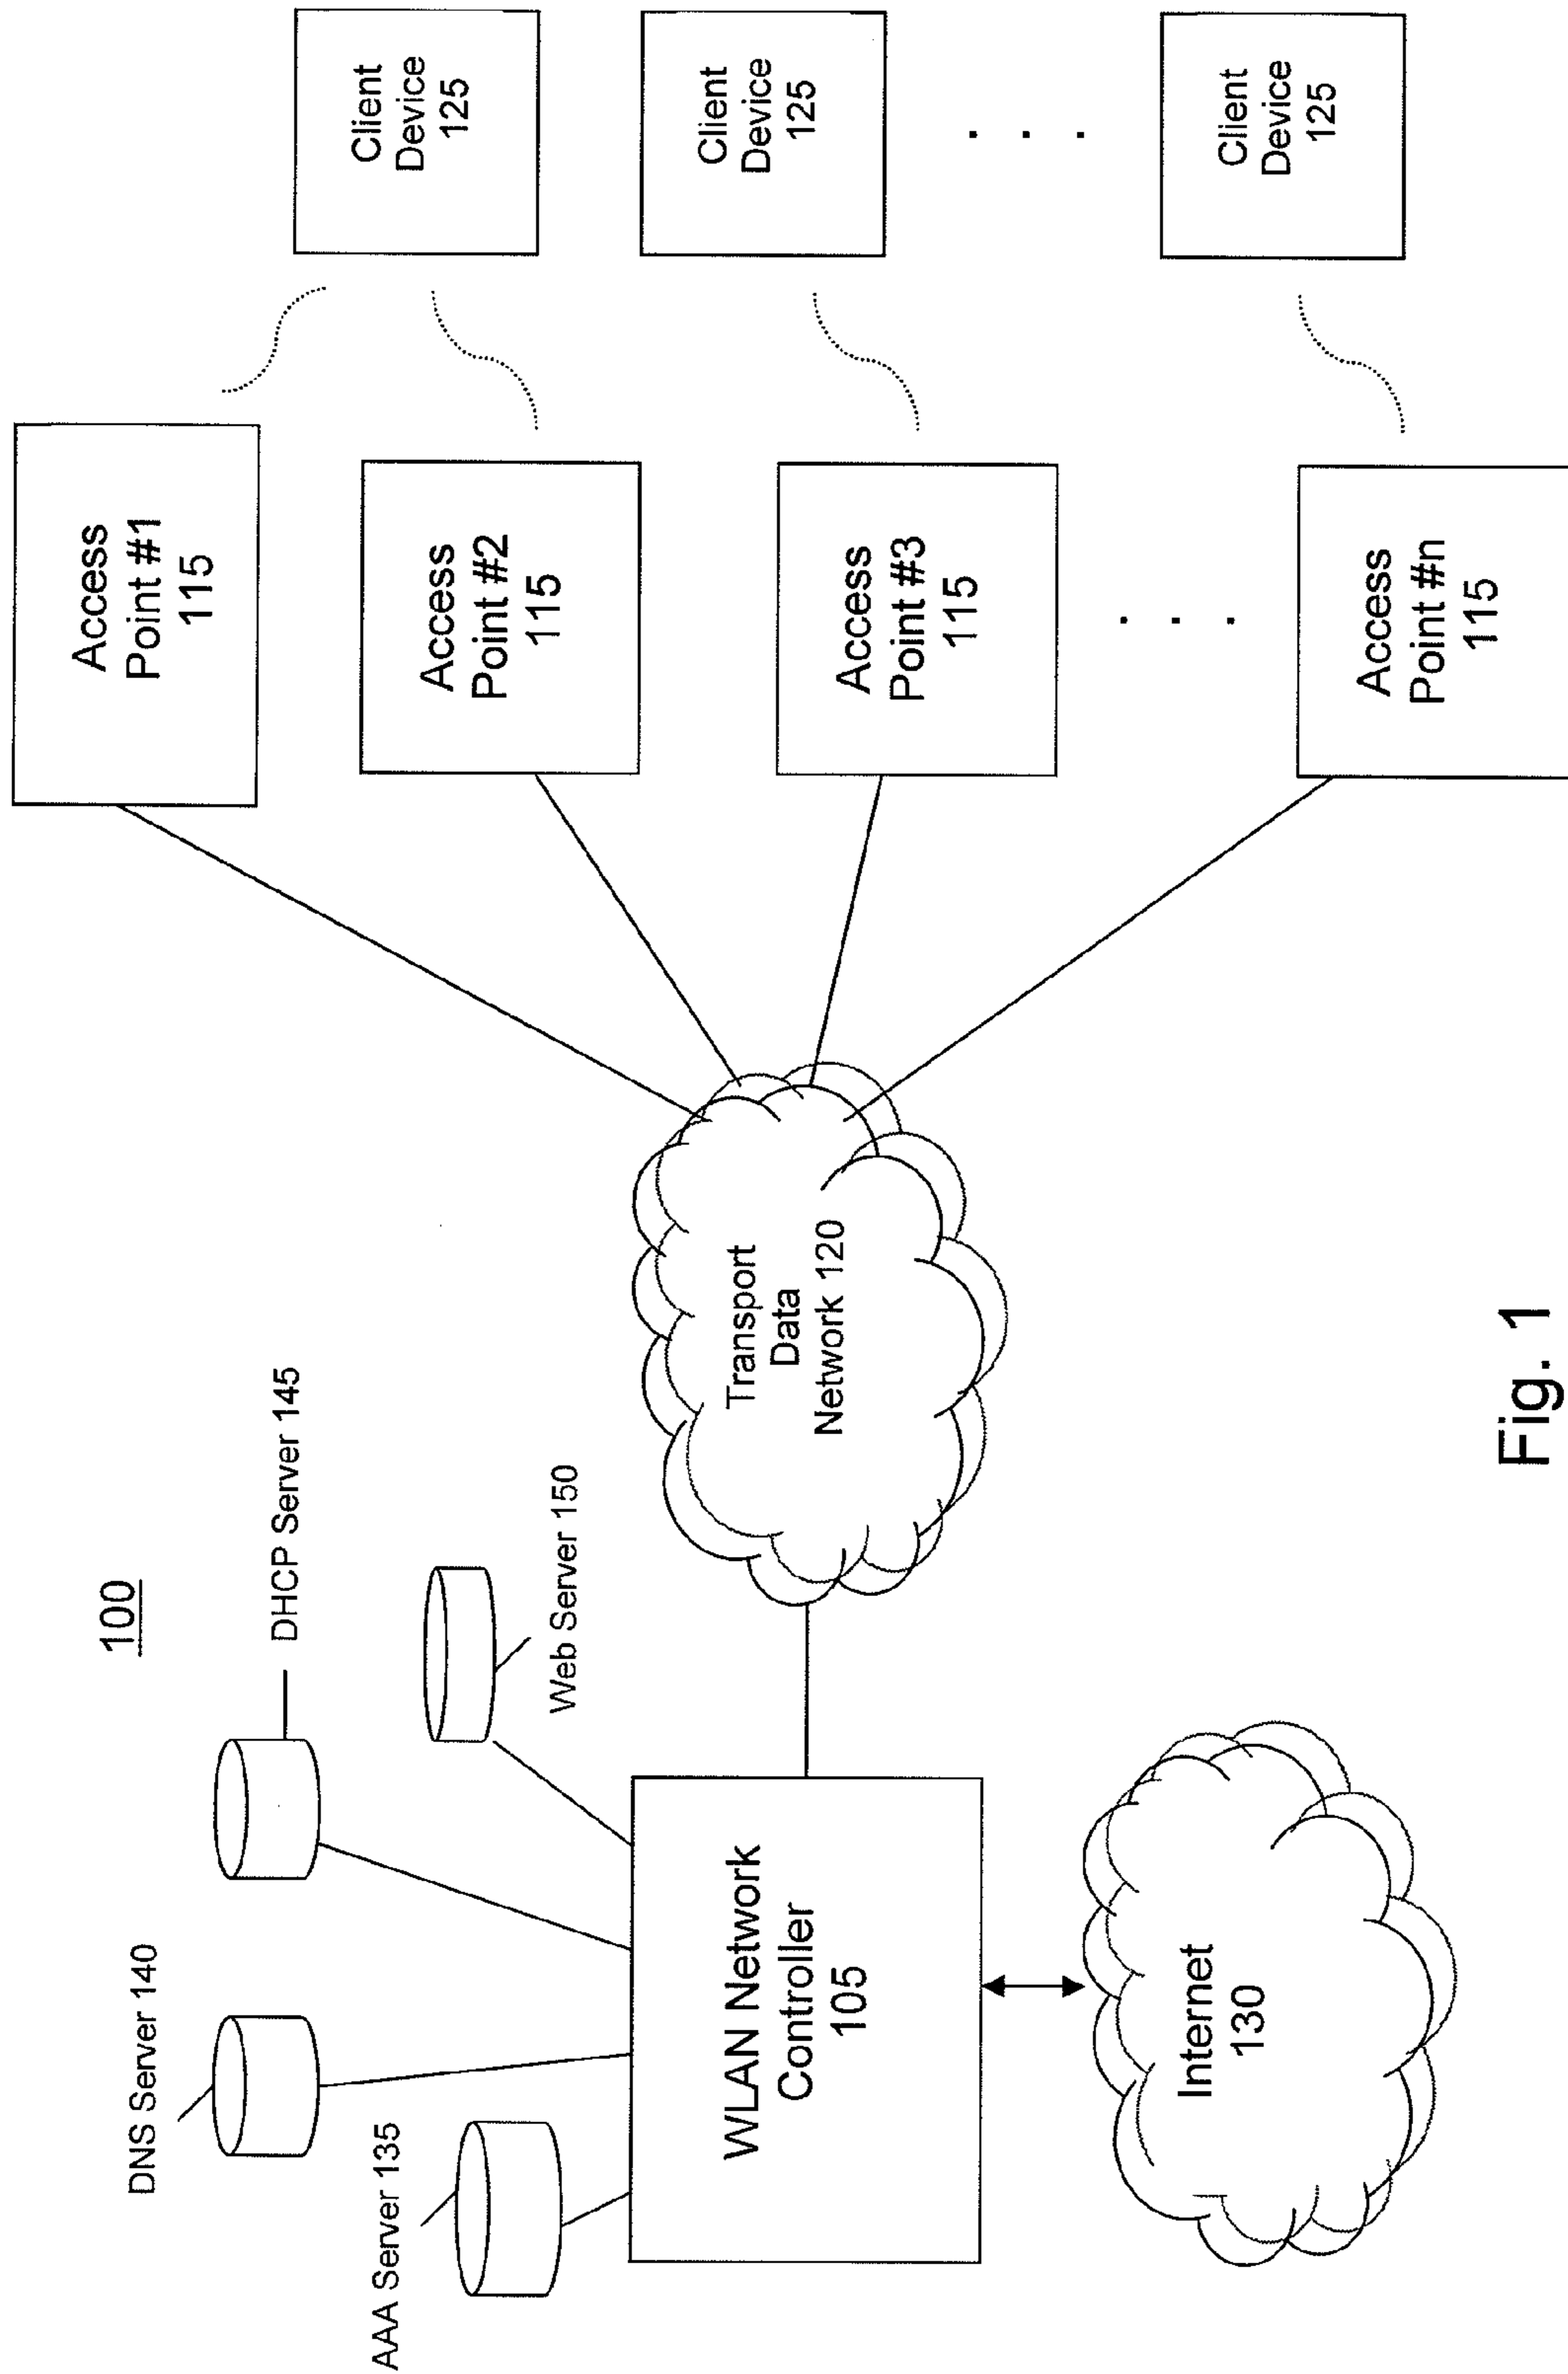 100
DNS Server 140
DHCP Server 145
AAA Server 135
Web Server 150
WLAN Network
Controller
105
Internet
130
Transport
Data
Network 120
Access
Point #1
115
Access
Point #2
115
Access
Point #3
115
. . .
Access
Point #n
115
Client
Device
125
Client
Device
125
. . .
Client
Device
125
Fig. 1